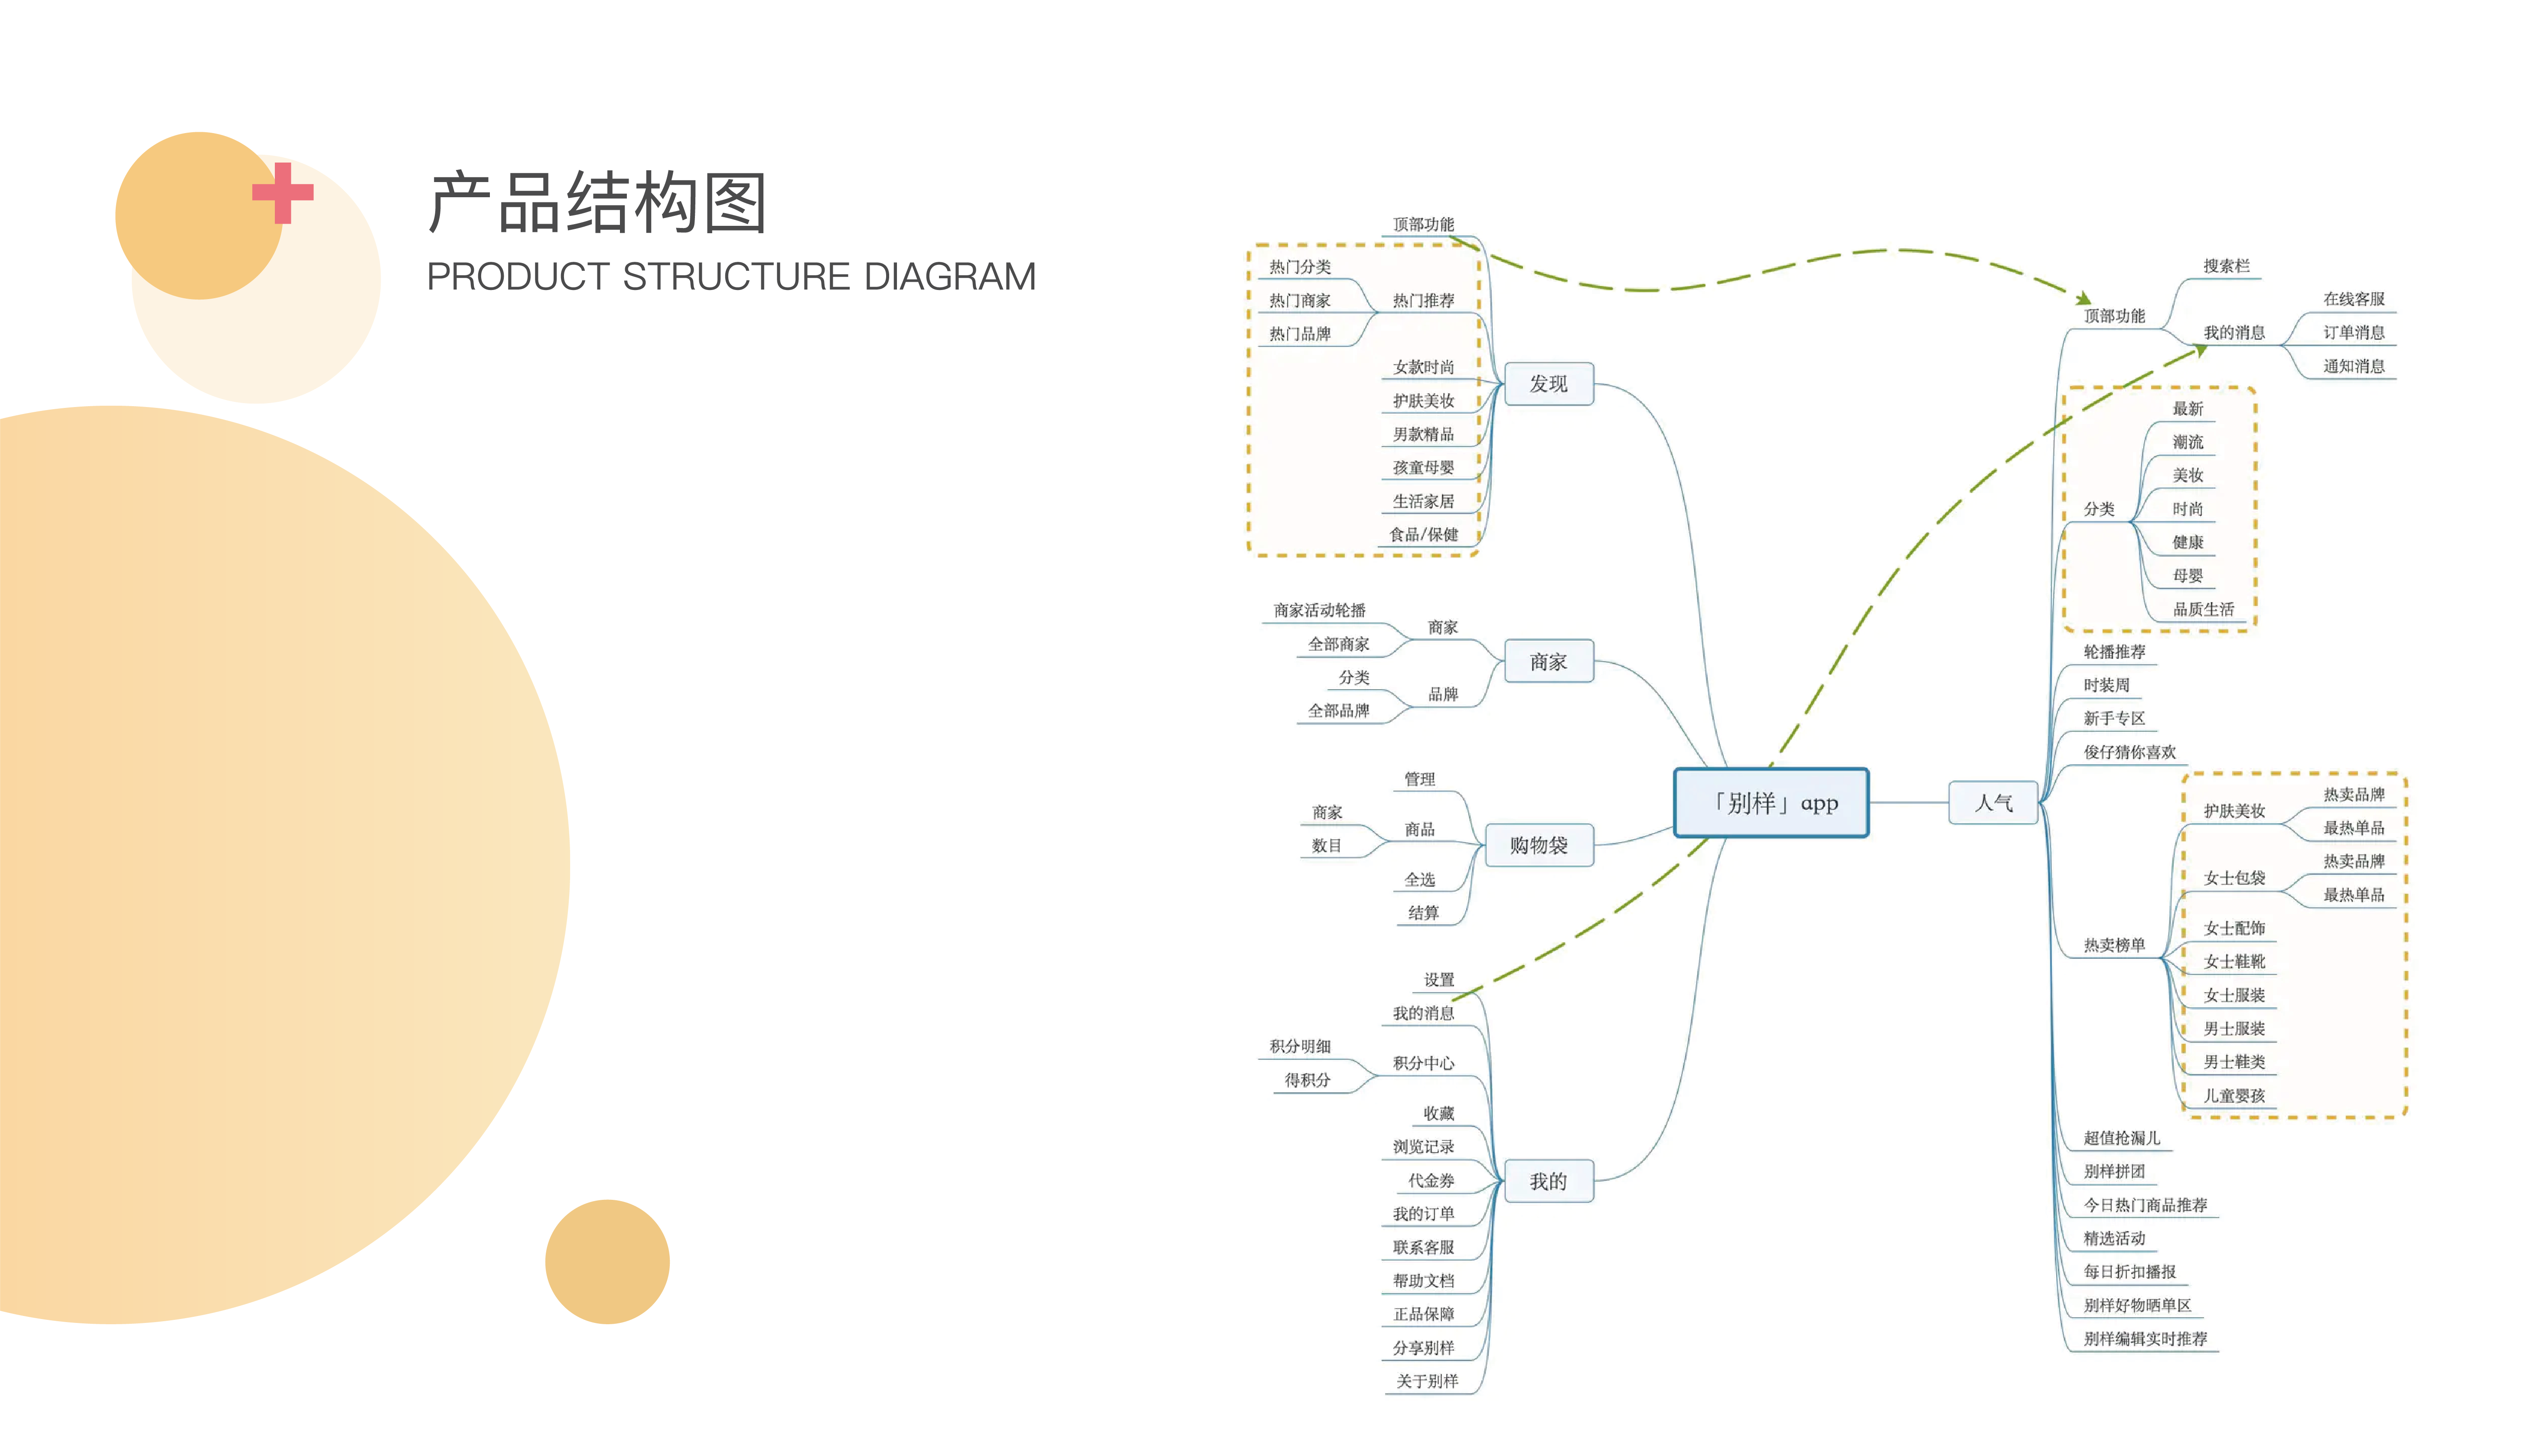 产品结构图
PRODUCT STRUCTURE DIAGRAM
顶部功能
热门分类
热门商家
热门品牌
热门推荐
女款时尚
护肤美妆
男款精品
孩童母婴
生活家居
食品/保健
发现
商家活动轮播
全部商家
商家
分类
全部品牌
品牌
商家
管理
商家
数目
商品
全选
结算
购物袋
设置
我的消息
积分明细
得积分
积分中心
收藏
浏览记录
代金券
我的订单
联系客服
帮助文档
正品保障
分享别样
关于别样
我的
「别样」app
人气
顶部功能
搜索栏
我的消息
在线客服
订单消息
通知消息
分类
最新
潮流
美妆
时尚
健康
母婴
品质生活
轮播推荐
时装周
新手专区
俊仔猜你喜欢
热卖榜单
护肤美妆
热卖品牌
最热单品
女士包袋
热卖品牌
最热单品
女士配饰
女士鞋靴
女士服装
男士服装
男士鞋类
儿童婴孩
超值抢漏儿
别样拼团
今日热门商品推荐
精选活动
每日折扣播报
别样好物晒单区
别样编辑实时推荐